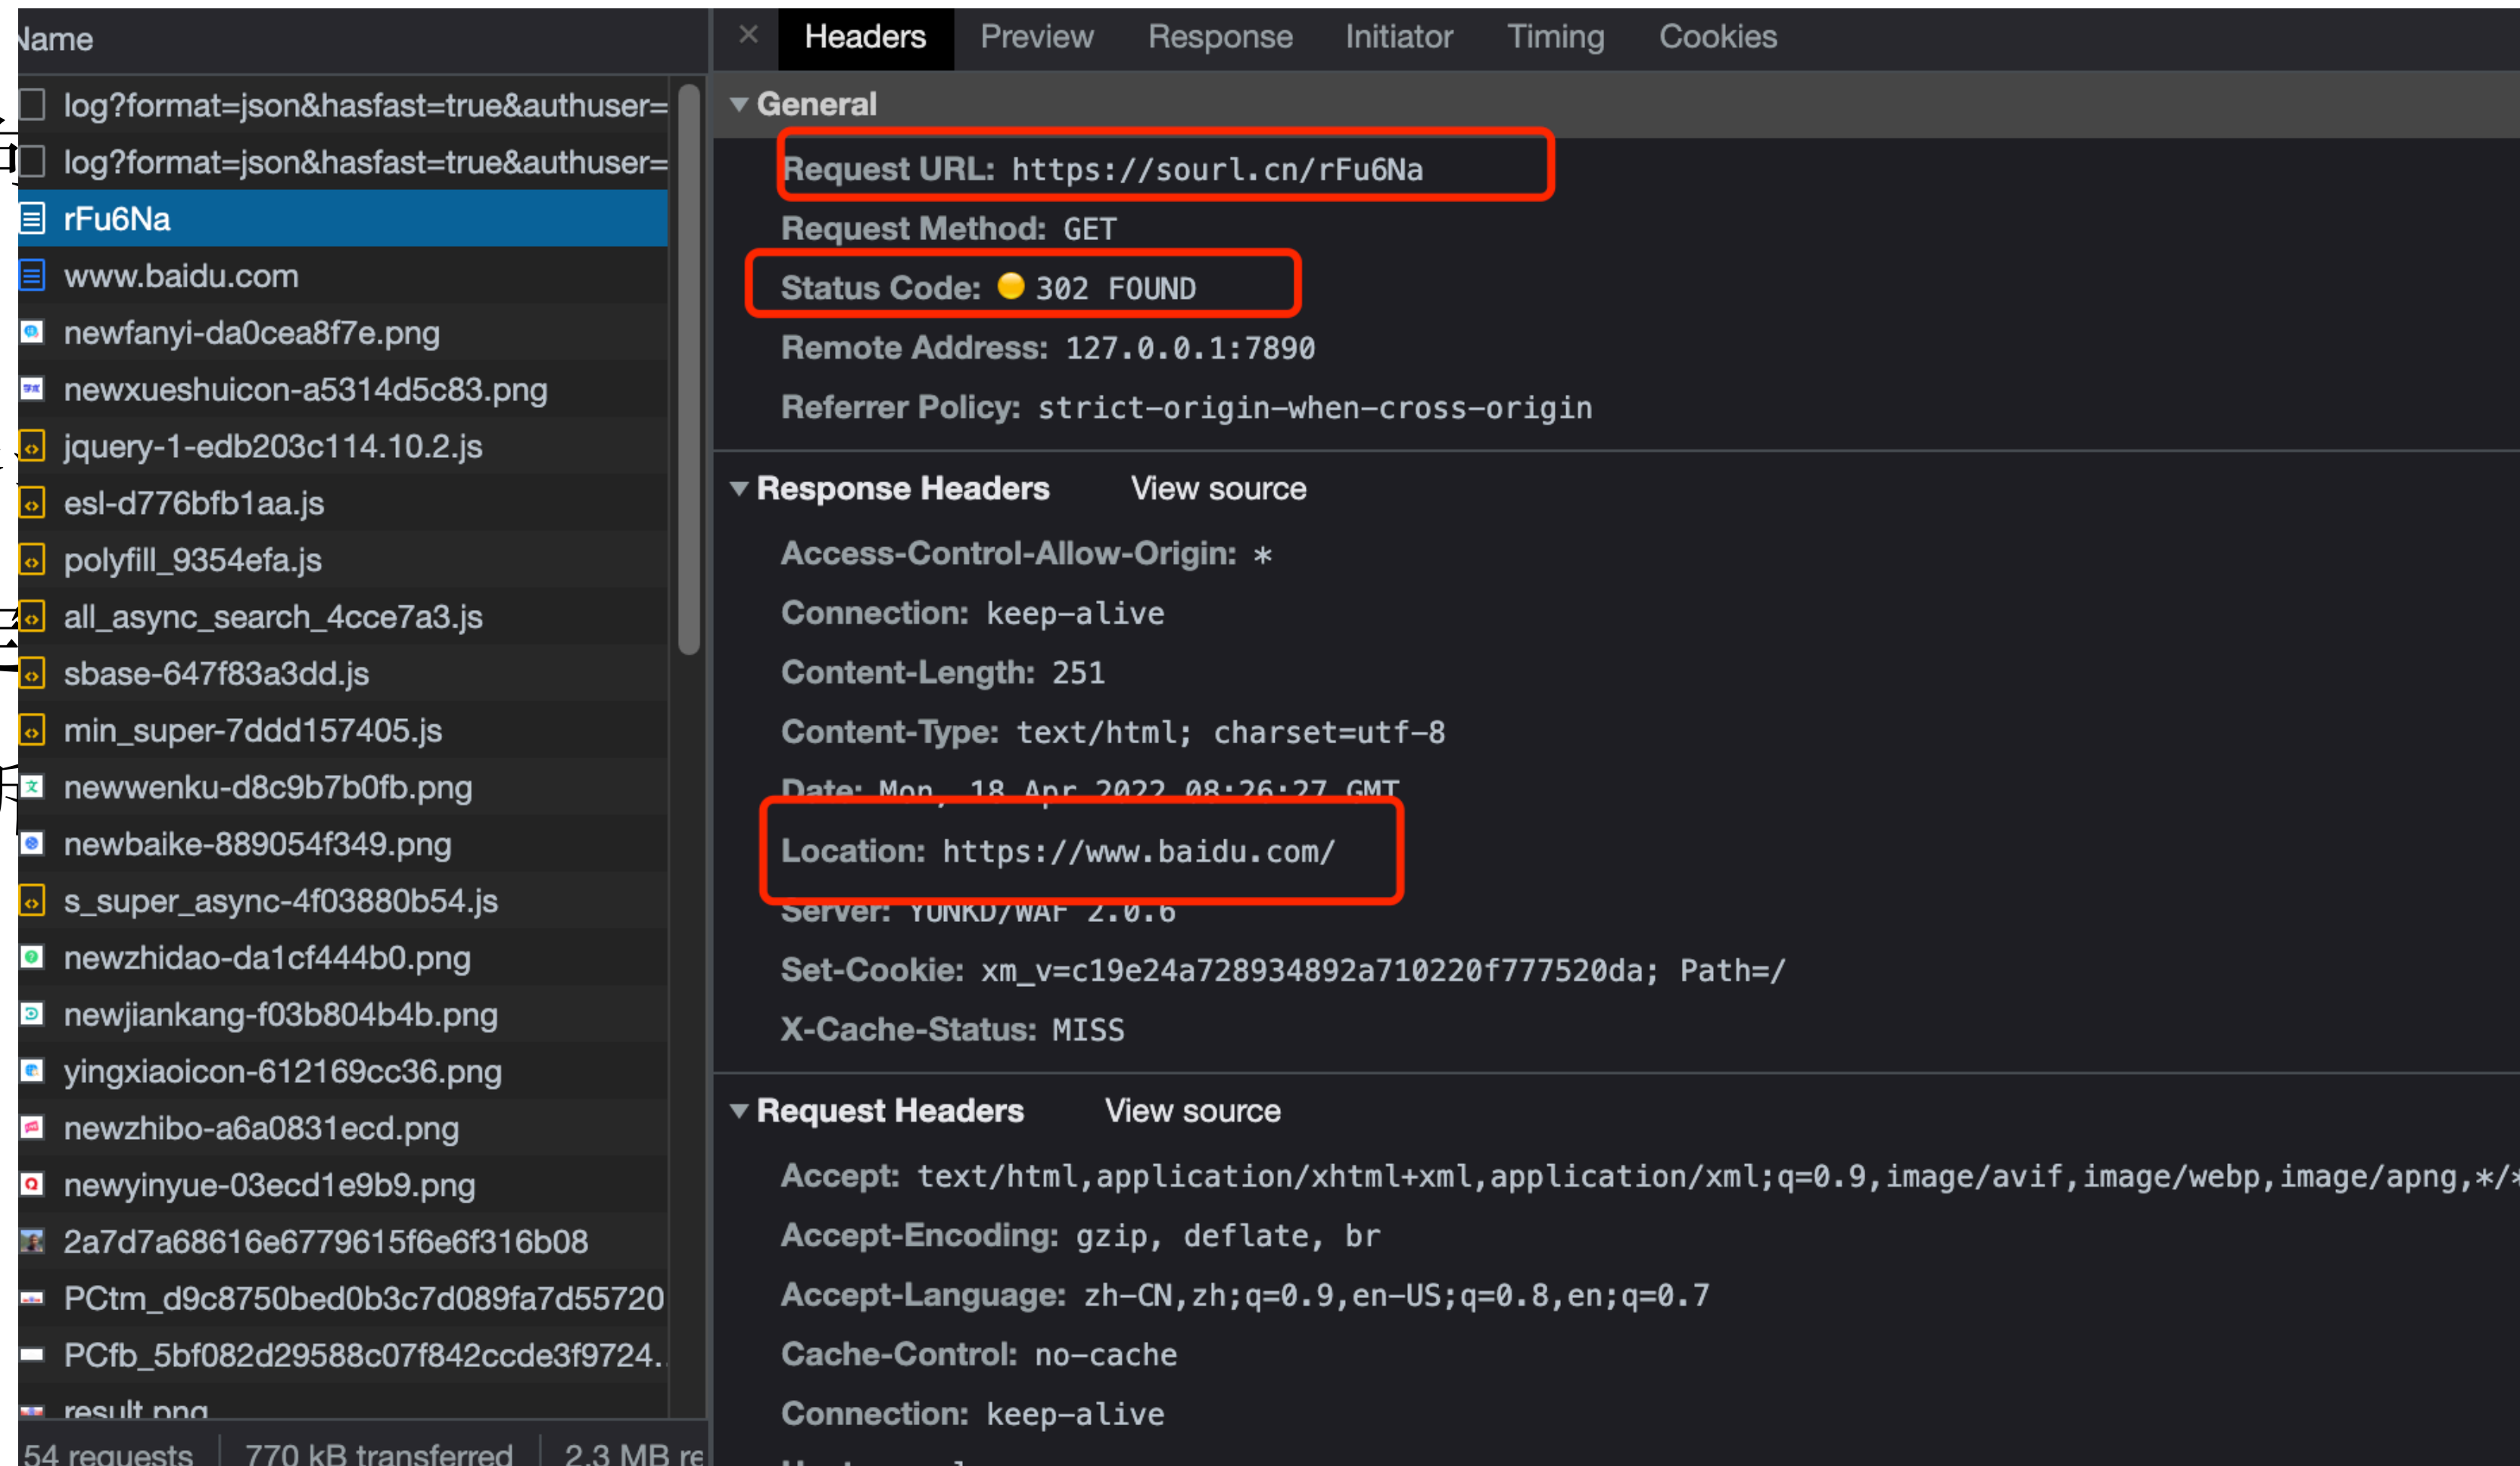 Name
log?format=json&hasfast=true&authuser=
log?format=json&hasfast=true&authuser=
rFu6Na
www.baidu.com
newfanyi-da0cea8f7e.png
newxueshuicon-a5314d5c83.png
jquery-1-edb203c114.10.2.js
esl-d776bfb1aa.js
polyfill_9354efa.js
all_async_search_4cce7a3.js
sbase-647f83a3dd.js
min_super-7ddd157405.js
newwenku-d8c9b7b0fb.png
newbaike-889054f349.png
s_super_async-4f03880b54.js
newzhidao-da1cf444b0.png
newjiankang-f03b804b4b.png
yingxiaoicon-612169cc36.png
newzhibo-a6a0831ecd.png
newyinyue-03ecd1e9b9.png
2a7d7a68616e6779615f6e6f316b08
PCtm_d9c8750bed0b3c7d089fa7d55720
PCfb_5bf082d29588c07f842ccde3f9724..
result.png
54 requests 770 kB transferred 2.3 MB re
Headers Preview Response Initiator Timing Cookies
General
Request URL: https://sourl.cn/rFu6Na
Request Method: GET
Status Code: 302 FOUND
Remote Address: 127.0.0.1:7890
Referrer Policy: strict-origin-when-cross-origin
Response Headers View source
Access-Control-Allow-Origin: *
Connection: keep-alive
Content-Length: 251
Content-Type: text/html; charset=utf-8
Date: Mon, 18 Apr 2022 08:26:27 GMT
Location: https://www.baidu.com/
Server: YUNKD/WAF 2.0.6
Set-Cookie: xm_v=c19e24a728934892a710220f777520da; Path=/
X-Cache-Status: MISS
Request Headers View source
Accept: text/html,application/xhtml+xml,application/xml;q=0.9,image/avif,image/webp,image/apng,*/*
Accept-Encoding: gzip, deflate, br
Accept-Language: zh-CN,zh;q=0.9,en-US;q=0.8,en;q=0.7
Cache-Control: no-cache
Connection: keep-alive